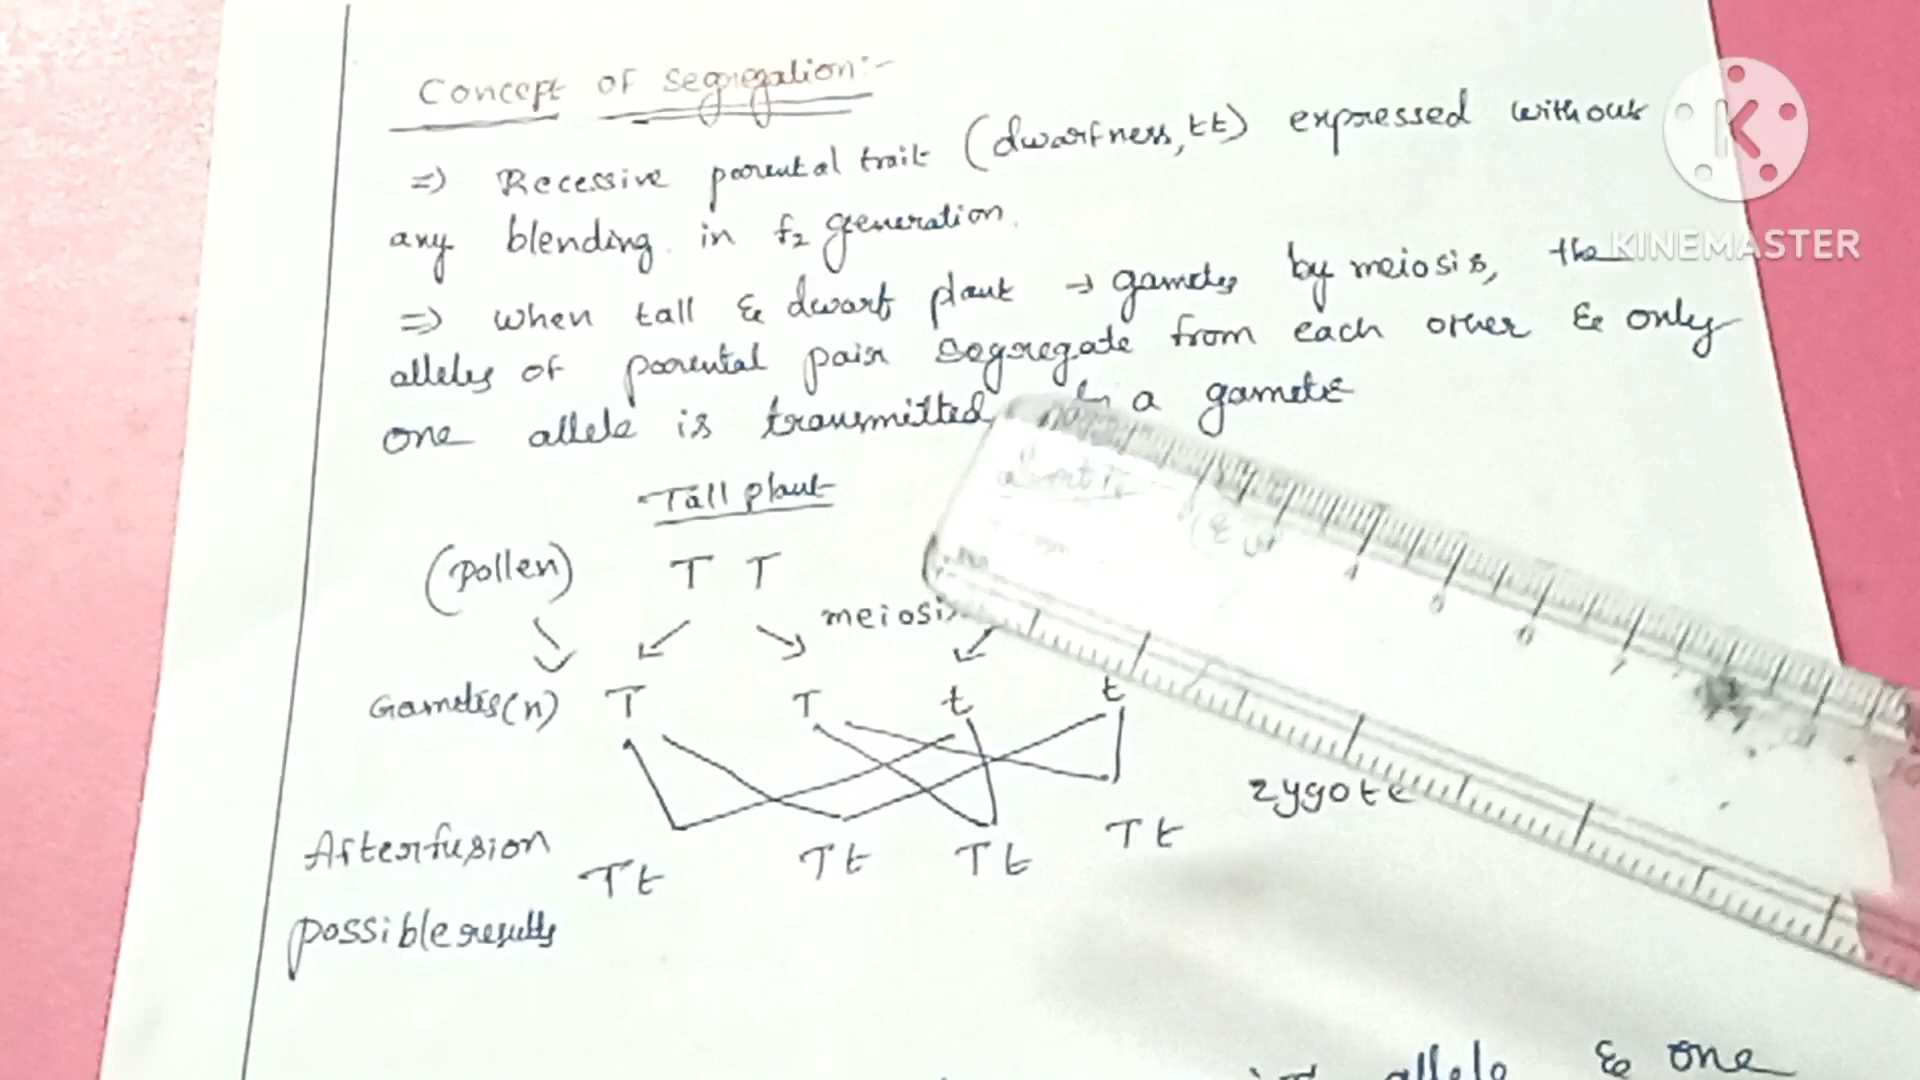 Concept of Segregation:-
=> Recessive parental trait (dwarfness, tt) expressed without
any blending in f2 generation.
=> When tall & dwarf plant → gametes by meiosis, the
alleles of parental pair segregate from each other & only
one allele is transmitted a gamete
Tall plant
(pollen) T T
meiosis
Gametes(n) T T t t
zygote
After fusion Tt Tt Tt Tt
possible results
allele & one
KINEMASTER